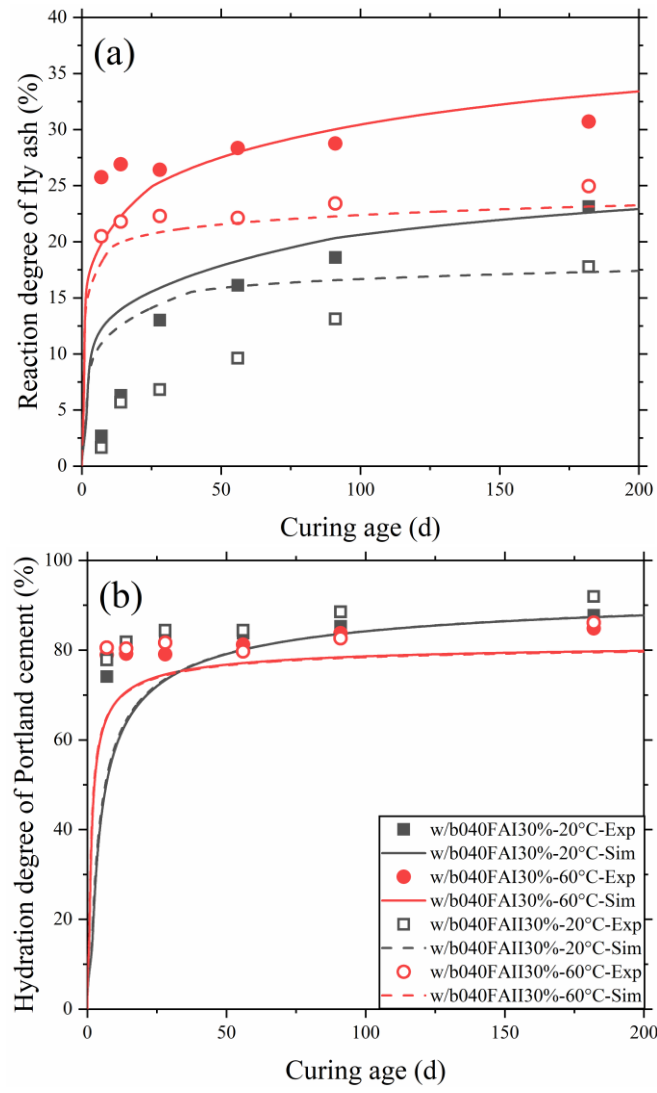 (a)
Reaction degree of fly ash (%)
40
35
30
25
20
15
10
5
0
0 50 100 150 200
Curing age (d)
(b)
Hydration degree of Portland cement (%)
100
80
60
40
20
0
w/b040FAI30%-20°C-Exp
w/b040FAI30%-20°C-Sim
w/b040FAI30%-60°C-Exp
w/b040FAI30%-60°C-Sim
w/b040FAII30%-20°C-Exp
w/b040FAII30%-20°C-Sim
w/b040FAII30%-60°C-Exp
w/b040FAII30%-60°C-Sim
0 50 100 150 200
Curing age (d)